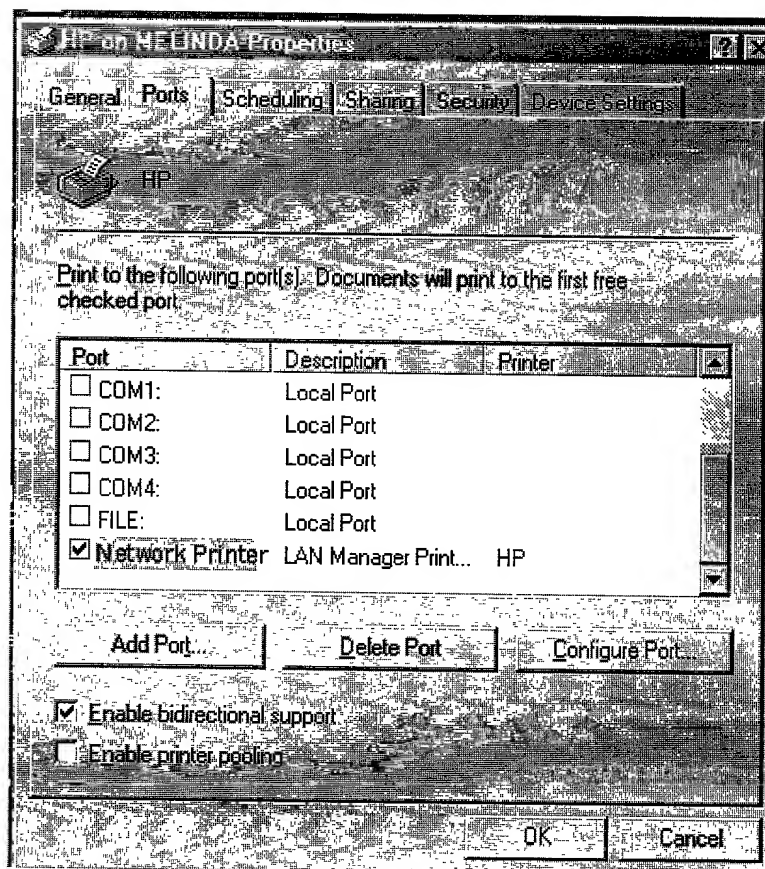 HP on MELINDA Properties
General Ports Scheduling Sharing Security Device Settings
HP
Print to the following port(s). Documents will print to the first free
checked port.
Port Description Printer
COM1: Local Port
COM2: Local Port
COM3: Local Port
COM4: Local Port
FILE: Local Port
Network Printer LAN Manager Print... HP
Add Port... Delete Port Configure Port...
Enable bidirectional support
Enable printer pooling
OK Cancel